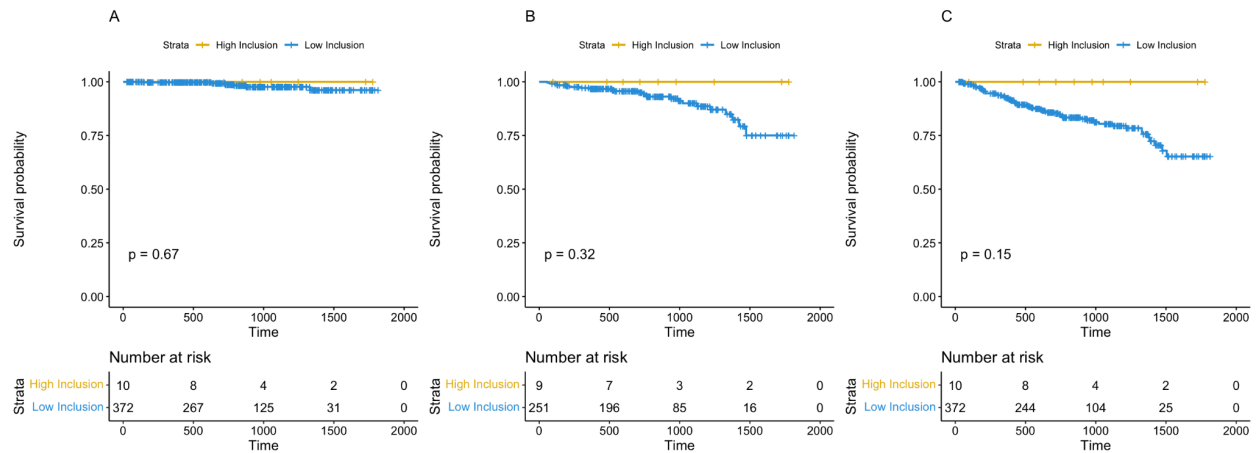 A
Strata High Inclusion Low Inclusion
Survival probability
1.00
0.75
0.50
0.25
1.00
p = 0.67
0 500 1000 1500 2000
Time
Number at risk
Strata
High Inclusion 10 8 4 2 0
Low Inclusion 372 267 125 31 0
0 500 1000 1500 2000
Time
B
Strata High Inclusion Low Inclusion
Survival probability
1.00
0.75
0.50
0.25
0.00
p = 0.32
0 500 1000 1500 2000
Time
Number at risk
Strata
High Inclusion 9 7 3 2 0
Low Inclusion 251 196 85 16 0
0 500 1000 1500 2000
Time
C
Strata High Inclusion Low Inclusion
Survival probability
1.00
0.75
0.50
0.25
0.00
p = 0.15
0 500 1000 1500 2000
Time
Number at risk
Strata
High Inclusion 10 8 4 2 0
Low Inclusion 372 244 104 25 0
0 500 1000 1500 2000
Time